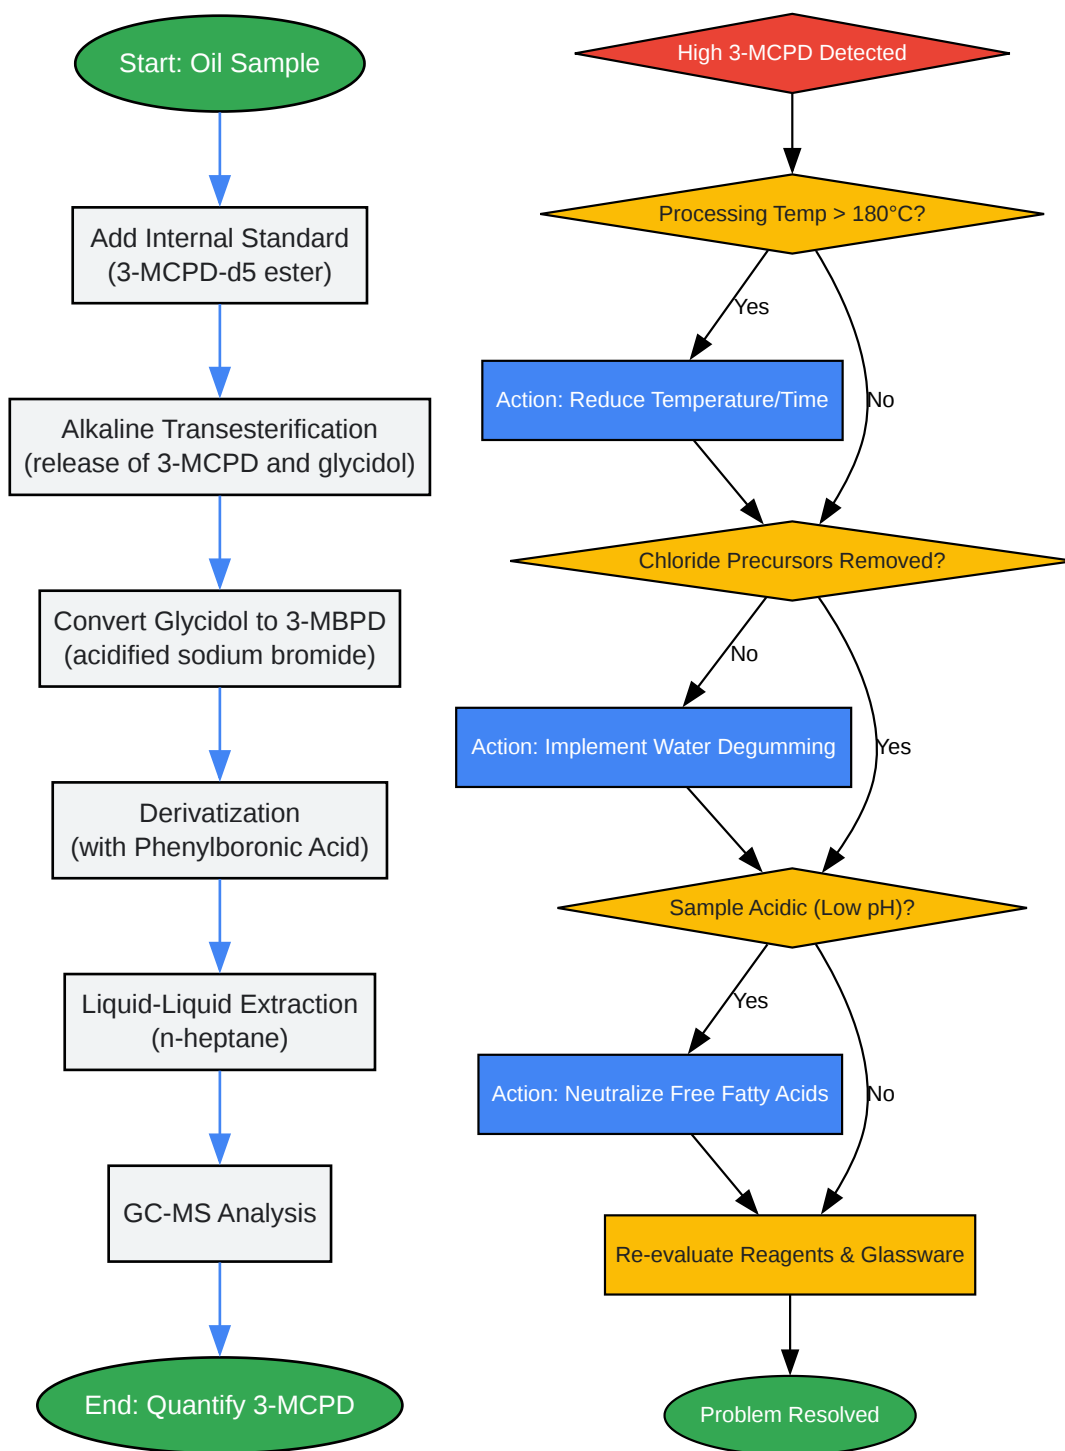 Start: Oil Sample
Add Internal Standard
(3-MCPD-d5 ester)
Alkaline Transesterification
(release of 3-MCPD and glycidol)
Convert Glycidol to 3-MBPD
(acidified sodium bromide)
Derivatization
(with Phenylboronic Acid)
Liquid-Liquid Extraction
(n-heptane)
GC-MS Analysis
End: Quantify 3-MCPD
High 3-MCPD Detected
Processing Temp > 180°C?
Yes
Action: Reduce Temperature/Time
No
Chloride Precursors Removed?
No
Action: Implement Water Degumming
Yes
Sample Acidic (Low pH)?
Yes
Action: Neutralize Free Fatty Acids
No
Re-evaluate Reagents & Glassware
Problem Resolved